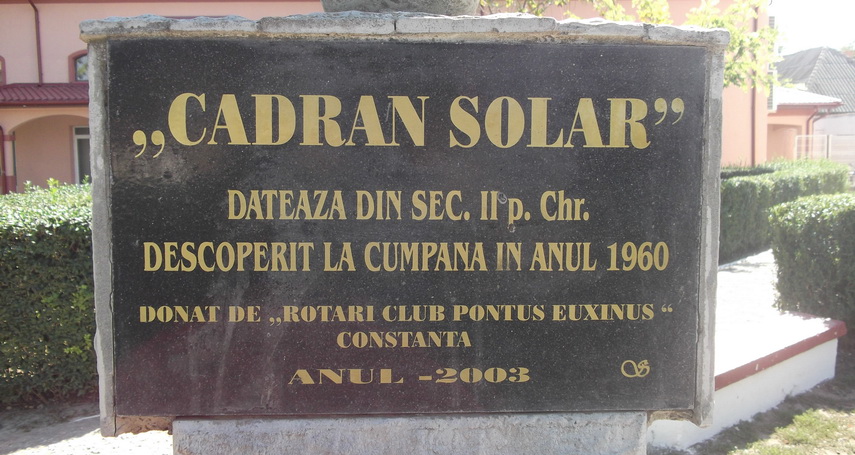 „CADRAN SOLAR”
DATEAZA DIN SEC. II p. Chr.
DESCOPERIT LA CUMPANA IN ANUL 1960
DONAT DE „ROTARI CLUB PONTUS EUXINUS “
CONSTANTA
ANUL -2003